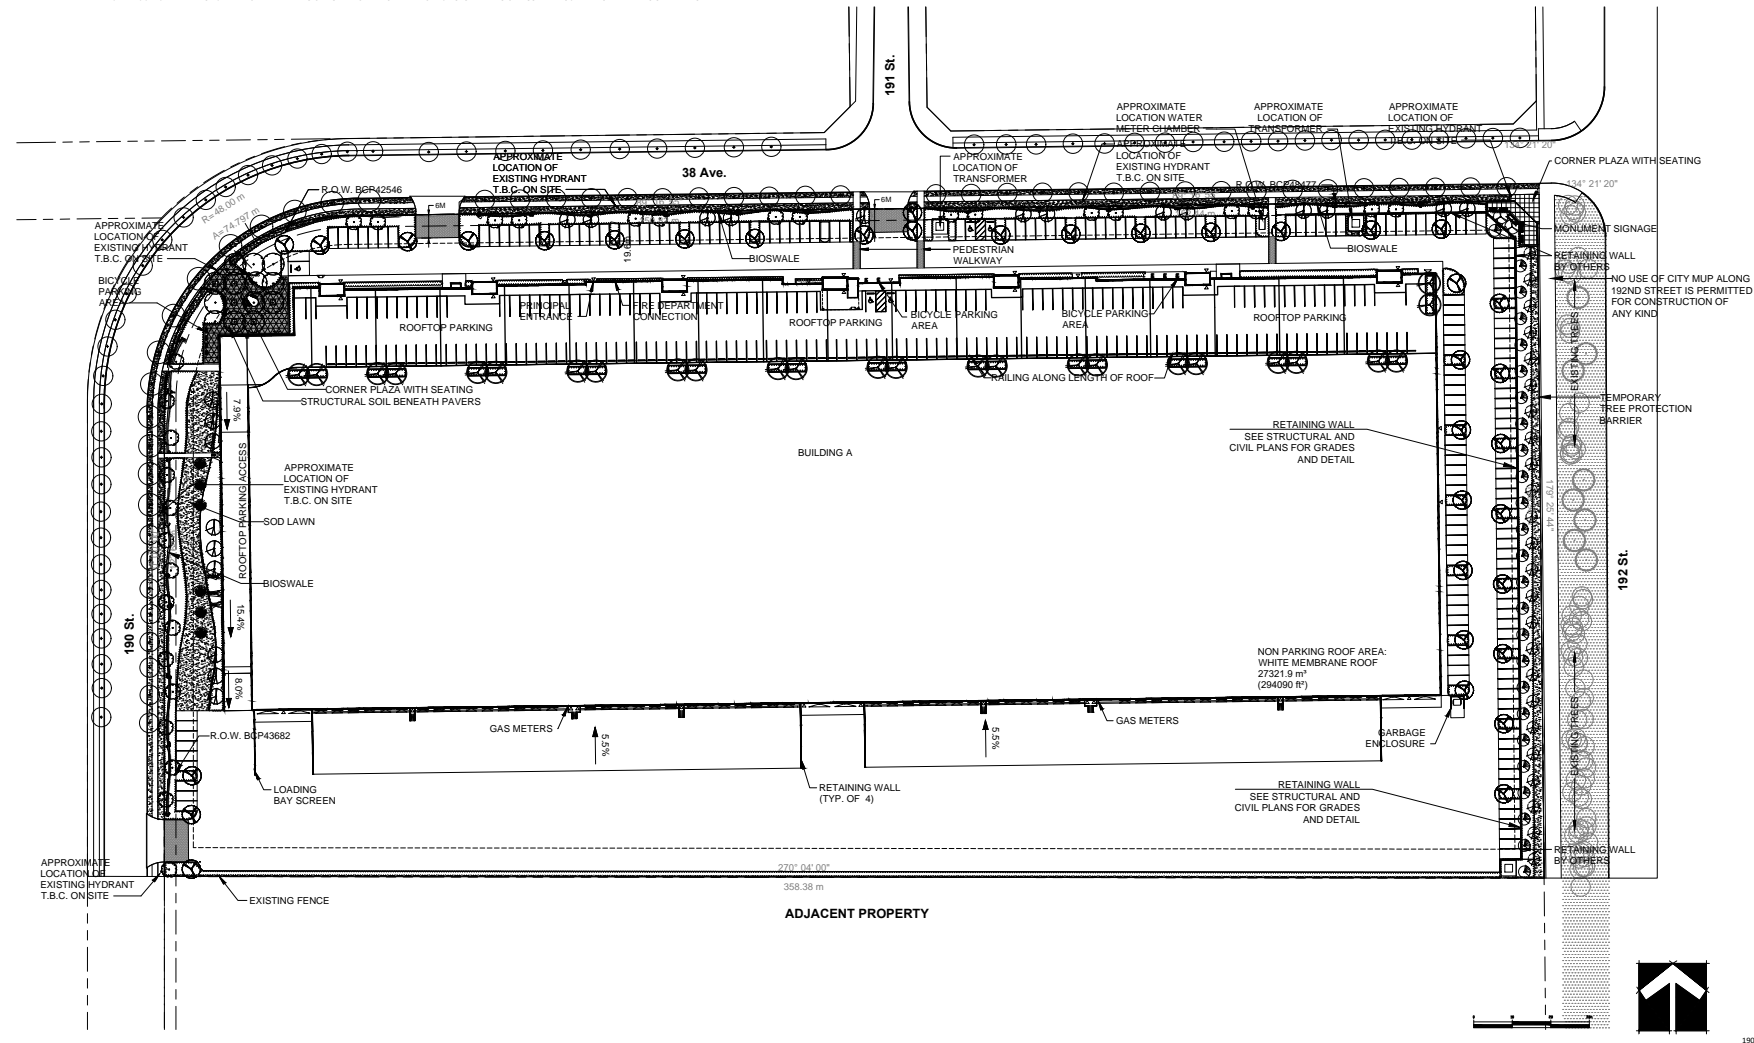 191 St.
APPROXIMATE
LOCATION WATER
METER CHAMBER
APPROXIMATE
LOCATION OF
TRANSFORMER
APPROXIMATE
LOCATION OF
EXISTING HYDRANT
T.B.C. ON SITE
134° 21' 20"
APPROXIMATE
LOCATION OF
EXISTING HYDRANT
T.B.C. ON SITE
38 Ave.
APPROXIMATE
LOCATION OF
TRANSFORMER
APPROXIMATE
LOCATION OF
EXISTING HYDRANT
T.B.C. ON SITE
CORNER PLAZA WITH SEATING
134° 21' 20"
R.O.W. BCP42546
R=48.00 m
A=74.797 m
6M
6M
APPROXIMATE
LOCATION OF
EXISTING HYDRANT
T.B.C. ON SITE
BIOSWALE
PEDESTRIAN
WALKWAY
BIOSWALE
MONUMENT SIGNAGE
RETAINING WALL
BY OTHERS
NO USE OF CITY MUP ALONG
192ND STREET IS PERMITTED
FOR CONSTRUCTION OF
ANY KIND
BICYCLE
PARKING
AREA
PRINCIPAL
ENTRANCE
FIRE DEPARTMENT
CONNECTION
ROOFTOP PARKING
ROOFTOP PARKING
BICYCLE PARKING
AREA
BICYCLE PARKING
AREA
ROOFTOP PARKING
EXISTING TREES
CORNER PLAZA WITH SEATING
STRUCTURAL SOIL BENEATH PAVERS
RAILING ALONG LENGTH OF ROOF
7.9%
TEMPORARY
TREE PROTECTION
BARRIER
RETAINING WALL
SEE STRUCTURAL AND
CIVIL PLANS FOR GRADES
AND DETAIL
BUILDING A
ROOFTOP PARKING ACCESS
APPROXIMATE
LOCATION OF
EXISTING HYDRANT
T.B.C. ON SITE
SOD LAWN
179° 25' 44"
192 St.
BIOSWALE
15.4%
190 St.
NON PARKING ROOF AREA:
WHITE MEMBRANE ROOF
27321.9 m³
(294090 ft²)
8.0%
EXISTING TREES
GAS METERS
GAS METERS
R.O.W. BCP43682
5.5%
5.5%
GARBAGE
ENCLOSURE
LOADING
BAY SCREEN
RETAINING WALL
(TYP. OF 4)
RETAINING WALL
SEE STRUCTURAL AND
CIVIL PLANS FOR GRADES
AND DETAIL
RETAINING WALL
BY OTHERS
APPROXIMATE
LOCATION OF
EXISTING HYDRANT
T.B.C. ON SITE
270° 04' 00"
358.38 m
EXISTING FENCE
ADJACENT PROPERTY
190